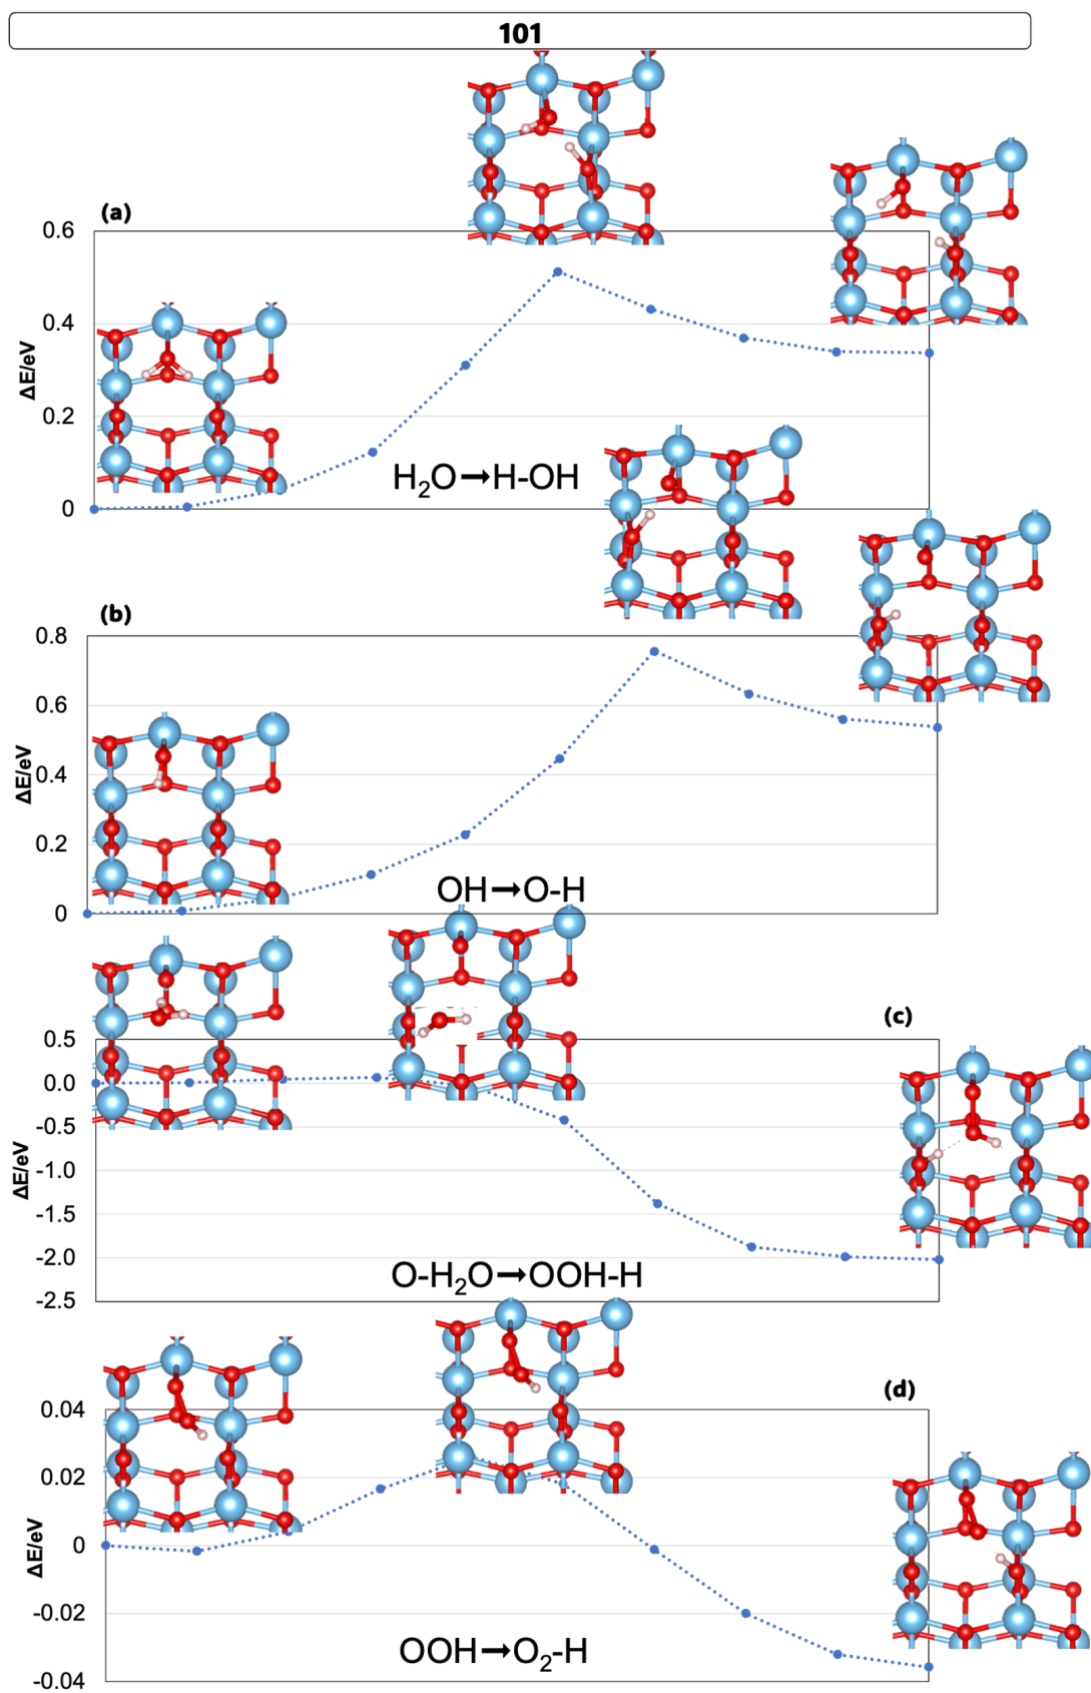 101
(a)
0.6
0.4
0.2
0
ΔE/eV
H₂O→H-OH
(b)
0.8
0.6
0.4
0.2
0
ΔE/eV
OH→O-H
(c)
0.5
0.0
-0.5
-1.0
-1.5
-2.0
-2.5
ΔE/eV
O-H₂O→OOH-H
(d)
0.04
0.02
0
-0.02
-0.04
ΔE/eV
OOH→O₂-H